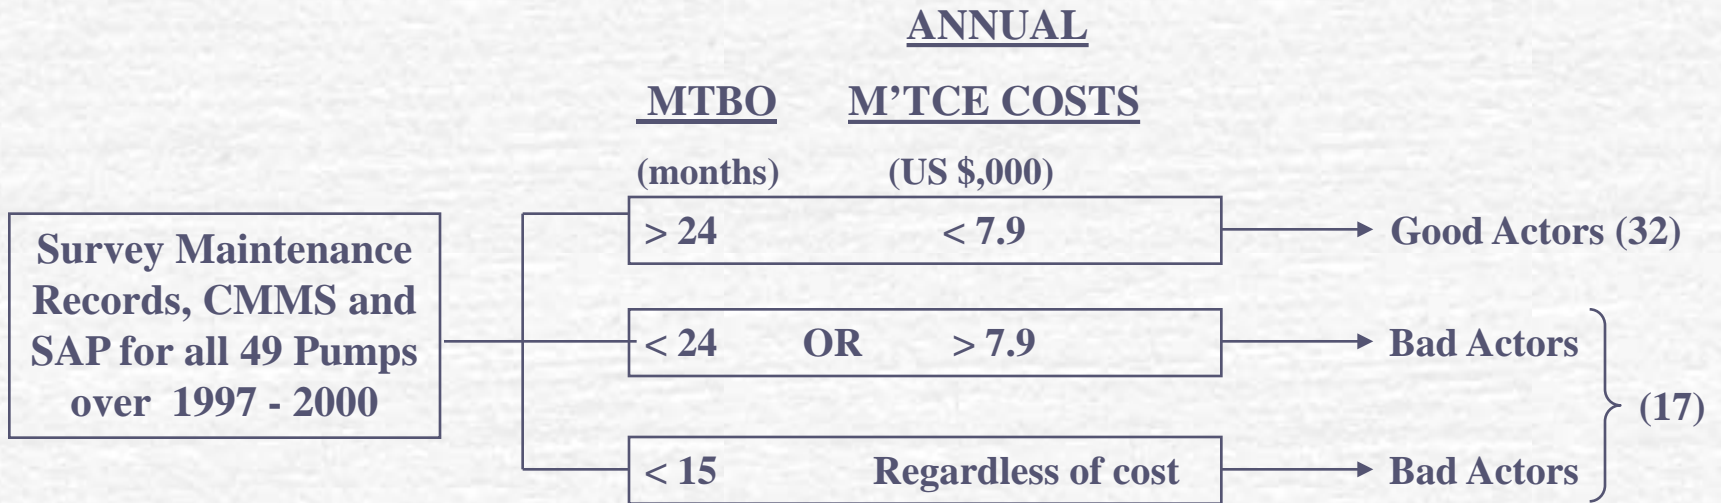 ANNUAL
MTBO M’TCE COSTS
(months) (US $,000)
Survey Maintenance
Records, CMMS and
SAP for all 49 Pumps
over 1997 - 2000
> 24 < 7.9 Good Actors (32)
< 24 OR > 7.9 Bad Actors
(17)
< 15 Regardless of cost Bad Actors